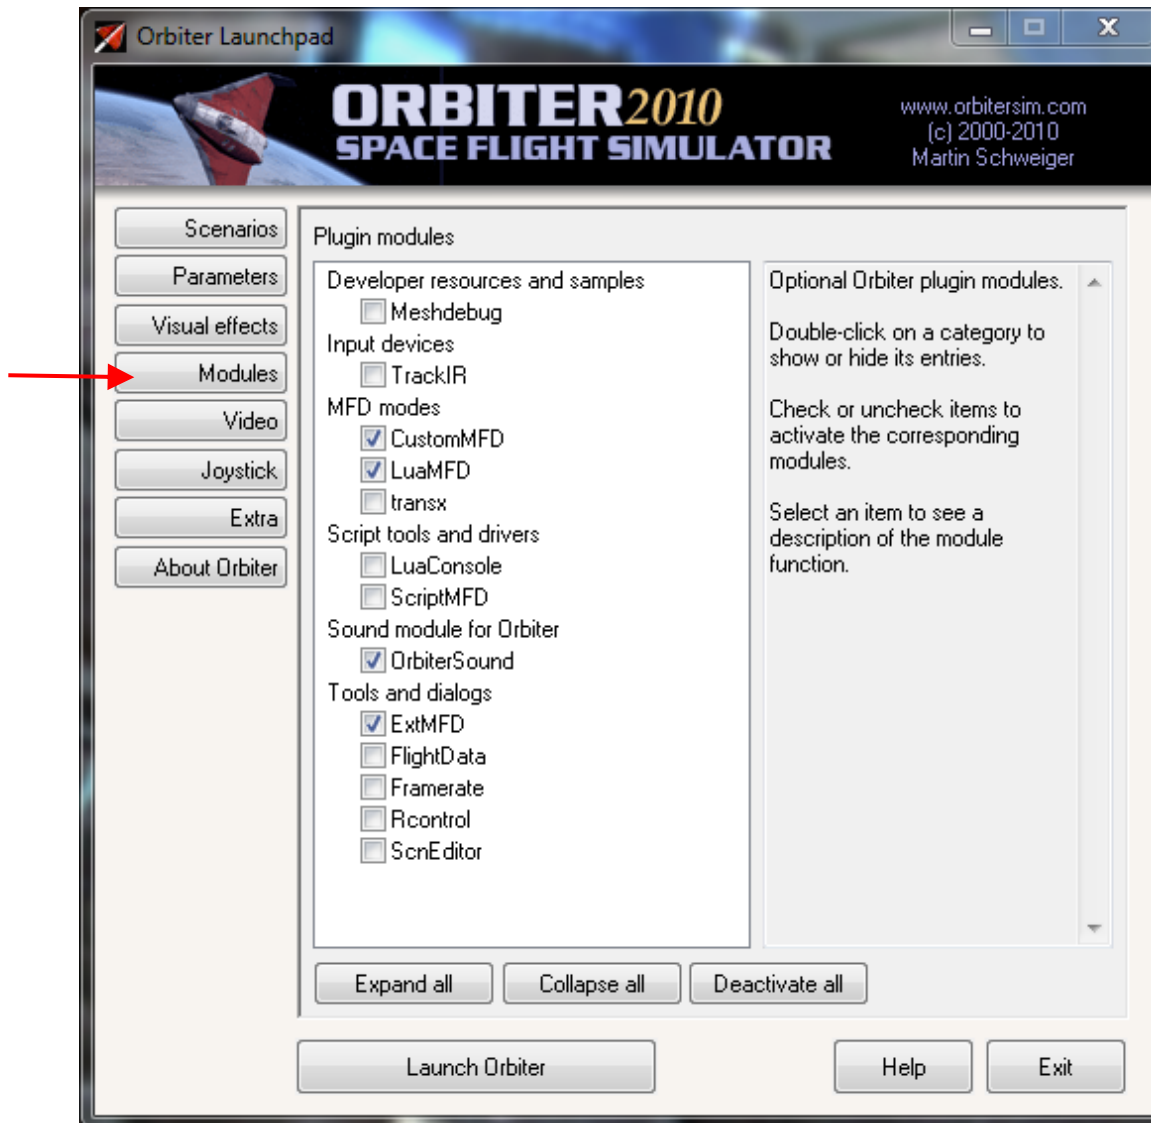 Orbiter Launchpad
ORBITER 2010
SPACE FLIGHT SIMULATOR
www.orbitersim.com
(c) 2000-2010
Martin Schweiger
Scenarios
Parameters
Visual effects
Modules
Video
Joystick
Extra
About Orbiter
Plugin modules
Developer resources and samples
Meshdebug
Input devices
TrackIR
MFD modes
CustomMFD
LuaMFD
transx
Script tools and drivers
LuaConsole
ScriptMFD
Sound module for Orbiter
OrbiterSound
Tools and dialogs
ExtMFD
FlightData
Framerate
Rcontrol
ScnEditor
Optional Orbiter plugin modules.
Double-click on a category to
show or hide its entries.
Check or uncheck items to
activate the corresponding
modules.
Select an item to see a
description of the module
function.
Expand all
Collapse all
Deactivate all
Launch Orbiter
Help
Exit